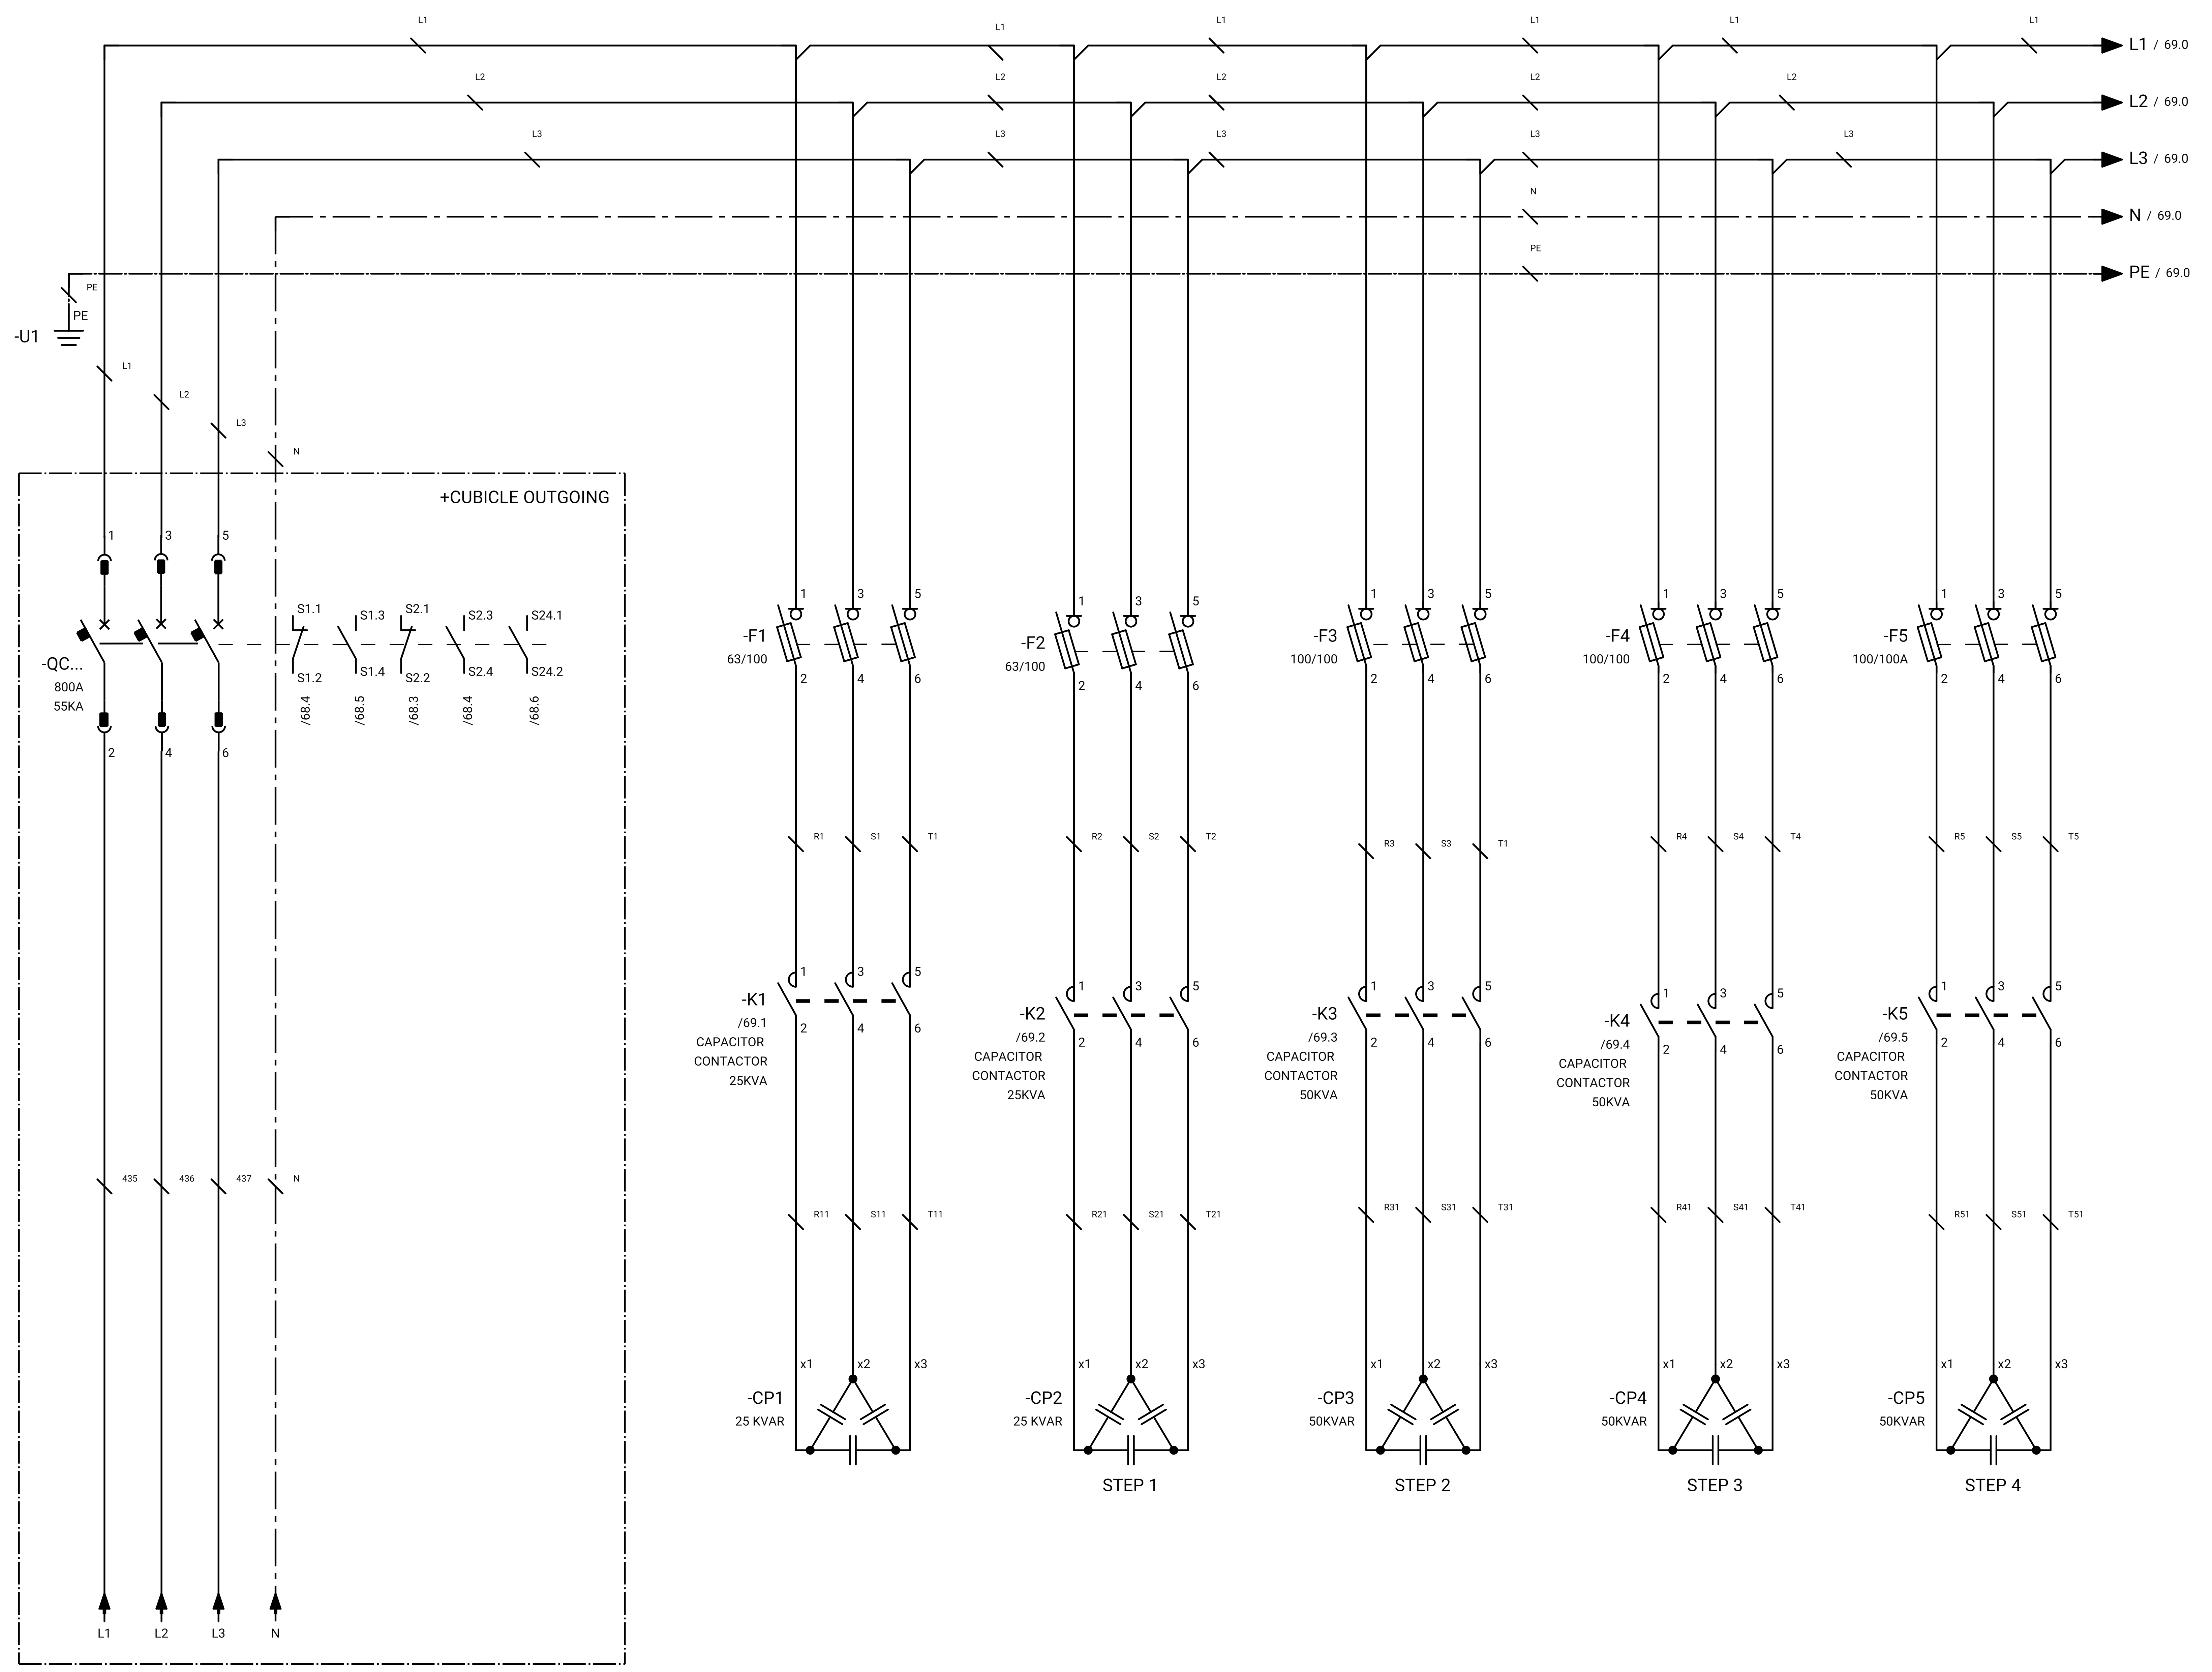 L1 L1 L1 L1 L1 L1
L1 / 69.0
L2 L2 L2 L2 L2
L2 / 69.0
L3 L3 L3 L3 L3
L3 / 69.0
N
N / 69.0
PE
PE / 69.0
PE
PE
-U1
L1
L2
L3
N
+CUBICLE OUTGOING
1 3 5
-QC...
800A
55KA
2 4 6
S1.1 S1.3 S2.1 S2.3 S24.1
S1.2 S1.4 S2.2 S2.4 S24.2
/68.4 /68.5 /68.3 /68.4 /68.6
435 436 437 N
L1 L2 L3 N
1 3 5
-F1
63/100
2 4 6
R1 S1 T1
1 3 5
-K1
/69.1
CAPACITOR
CONTACTOR
25KVA
2 4 6
R11 S11 T11
x1 x2 x3
-CP1
25 KVAR
1 3 5
-F2
63/100
2 4 6
R2 S2 T2
1 3 5
-K2
/69.2
CAPACITOR
CONTACTOR
25KVA
2 4 6
R21 S21 T21
x1 x2 x3
-CP2
25 KVAR
STEP 1
1 3 5
-F3
100/100
2 4 6
R3 S3 T1
1 3 5
-K3
/69.3
CAPACITOR
CONTACTOR
50KVA
2 4 6
R31 S31 T31
x1 x2 x3
-CP3
50KVAR
STEP 2
1 3 5
-F4
100/100
2 4 6
R4 S4 T4
1 3 5
-K4
/69.4
CAPACITOR
CONTACTOR
50KVA
2 4 6
R41 S41 T41
x1 x2 x3
-CP4
50KVAR
STEP 3
1 3 5
-F5
100/100A
2 4 6
R5 S5 T5
1 3 5
-K5
/69.5
CAPACITOR
CONTACTOR
50KVA
2 4 6
R51 S51 T51
x1 x2 x3
-CP5
50KVAR
STEP 4